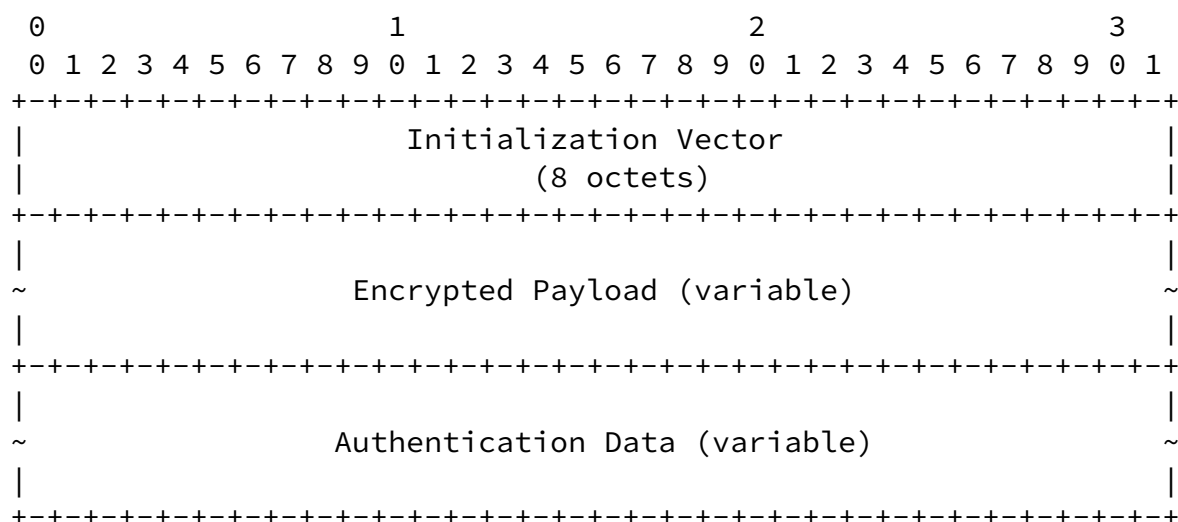 0                   1                   2                   3
 0 1 2 3 4 5 6 7 8 9 0 1 2 3 4 5 6 7 8 9 0 1 2 3 4 5 6 7 8 9 0 1
+-+-+-+-+-+-+-+-+-+-+-+-+-+-+-+-+-+-+-+-+-+-+-+-+-+-+-+-+-+-+-+-+
|                     Initialization Vector                     |
|                            (8 octets)                         |
+-+-+-+-+-+-+-+-+-+-+-+-+-+-+-+-+-+-+-+-+-+-+-+-+-+-+-+-+-+-+-+-+
|                                                               |
~                  Encrypted Payload (variable)                 ~
|                                                               |
+-+-+-+-+-+-+-+-+-+-+-+-+-+-+-+-+-+-+-+-+-+-+-+-+-+-+-+-+-+-+-+-+
|                                                               |
~                 Authentication Data (variable)                ~
|                                                               |
+-+-+-+-+-+-+-+-+-+-+-+-+-+-+-+-+-+-+-+-+-+-+-+-+-+-+-+-+-+-+-+-+